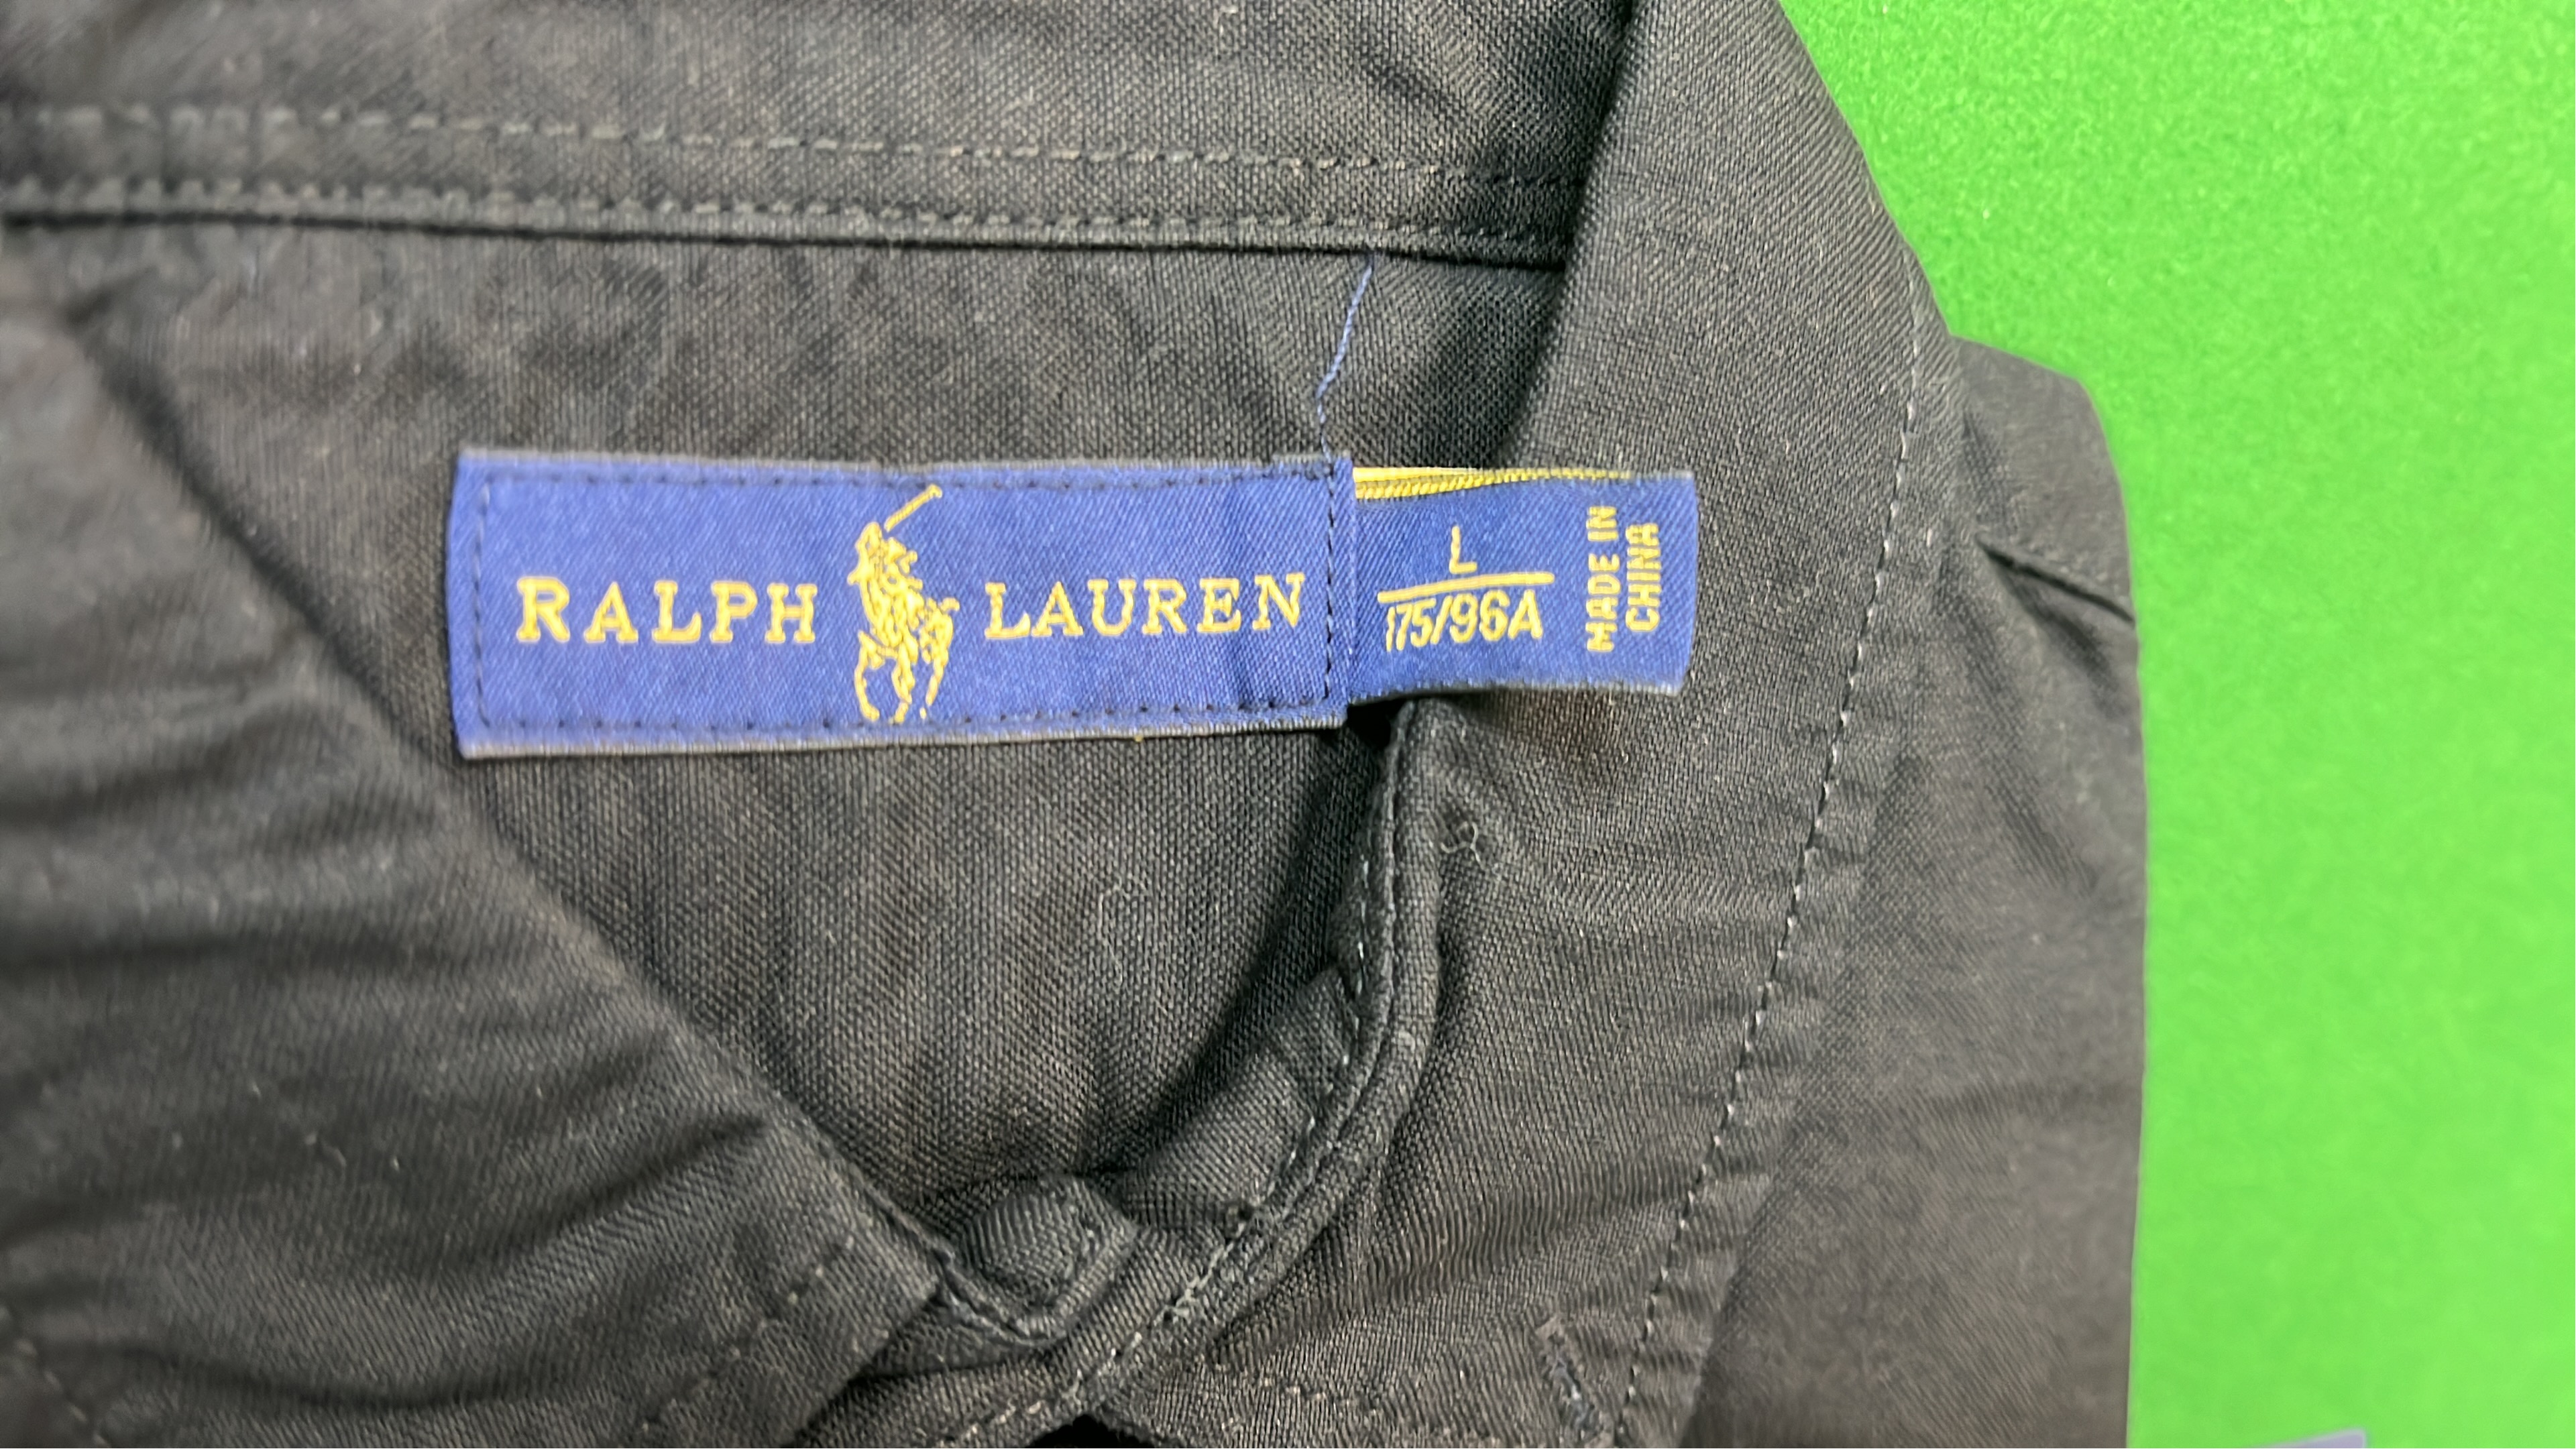 RALPH LAUREN
L
175/96A
MADE IN
CHINA